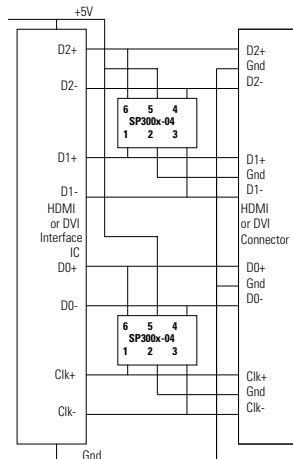 +5V
D2+ D2+
Gnd
D2- D2-
6 5 4
SP300x-04
1 2 3
D1+ D1+
Gnd
D1- D1-
HDMI HDMI
or DVI or DVI
Interface Connector
IC
D0+ D0+
Gnd
D0- D0-
6 5 4
SP300x-04
1 2 3
Clk+ Clk+
Gnd
Clk- Clk-
Gnd